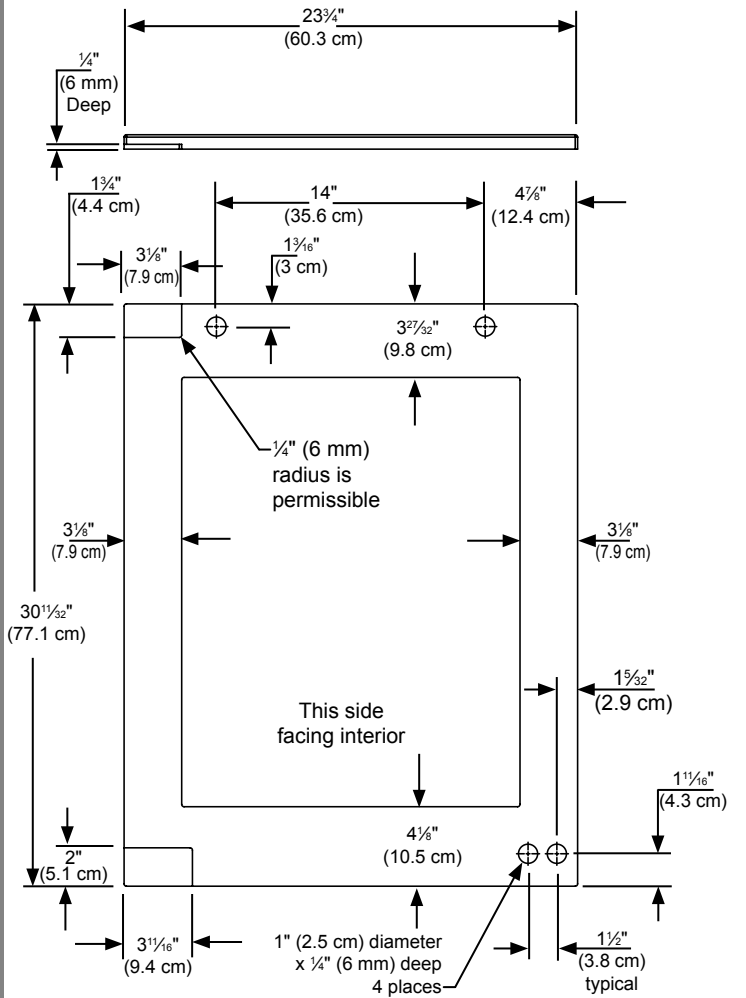 23¾"
(60.3 cm)
¼"
(6 mm)
Deep
1¾"
(4.4 cm)
14"
(35.6 cm)
4⅞"
(12.4 cm)
3⅛"
(7.9 cm)
1³⁄₁₆"
(3 cm)
3²⁷⁄₃₂"
(9.8 cm)
¼" (6 mm)
radius is
permissible
3⅛"
(7.9 cm)
3⅛"
(7.9 cm)
30¹¹⁄₃₂"
(77.1 cm)
This side
facing interior
1⁵⁄₃₂"
(2.9 cm)
1¹¹⁄₁₆"
(4.3 cm)
2"
(5.1 cm)
4⅛"
(10.5 cm)
3¹¹⁄₁₆"
(9.4 cm)
1" (2.5 cm) diameter
x ¼" (6 mm) deep
4 places
1½"
(3.8 cm)
typical